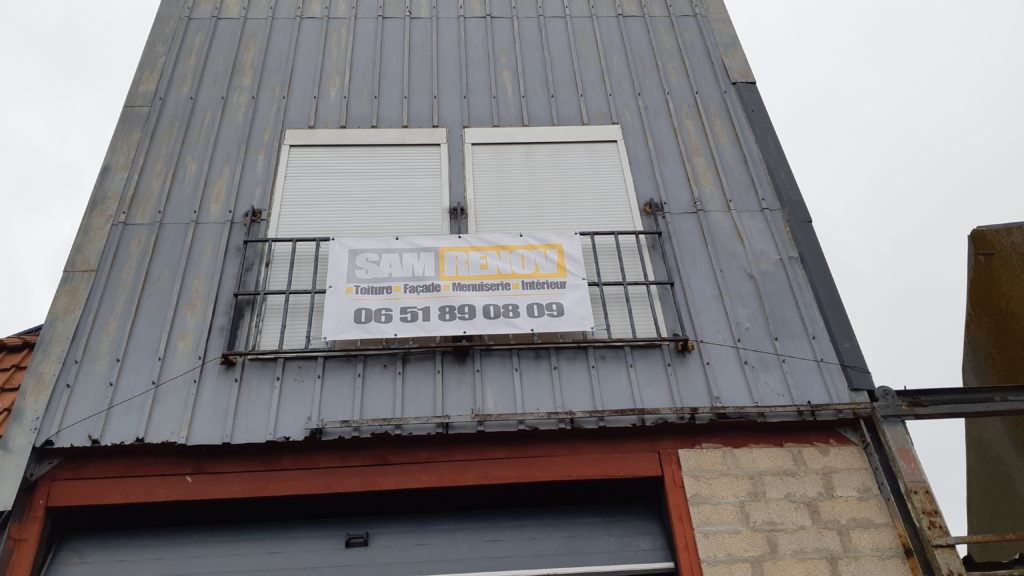 SAM RENOV
Toiture Façade Menuiserie Intérieur
06 51 89 08 09